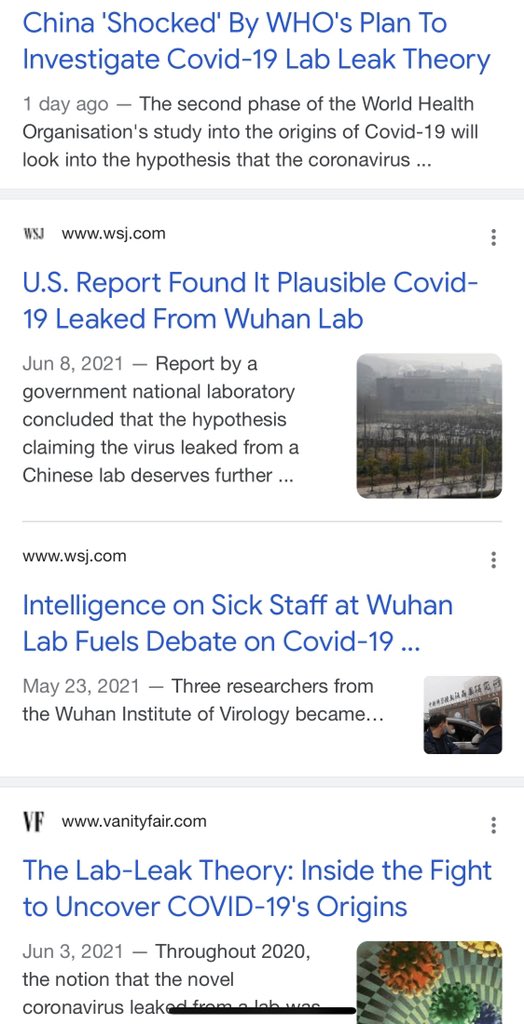 China 'Shocked' By WHO's Plan To
Investigate Covid-19 Lab Leak Theory
1 day ago — The second phase of the World Health
Organisation's study into the origins of Covid-19 will
look into the hypothesis that the coronavirus ...
WSJ www.wsj.com
U.S. Report Found It Plausible Covid-
19 Leaked From Wuhan Lab
Jun 8, 2021 — Report by a
government national laboratory
concluded that the hypothesis
claiming the virus leaked from a
Chinese lab deserves further ...
www.wsj.com
Intelligence on Sick Staff at Wuhan
Lab Fuels Debate on Covid-19 ...
May 23, 2021 — Three researchers from
the Wuhan Institute of Virology became...
VF www.vanityfair.com
The Lab-Leak Theory: Inside the Fight
to Uncover COVID-19's Origins
Jun 3, 2021 — Throughout 2020,
the notion that the novel
coronavirus leaked from a lab was